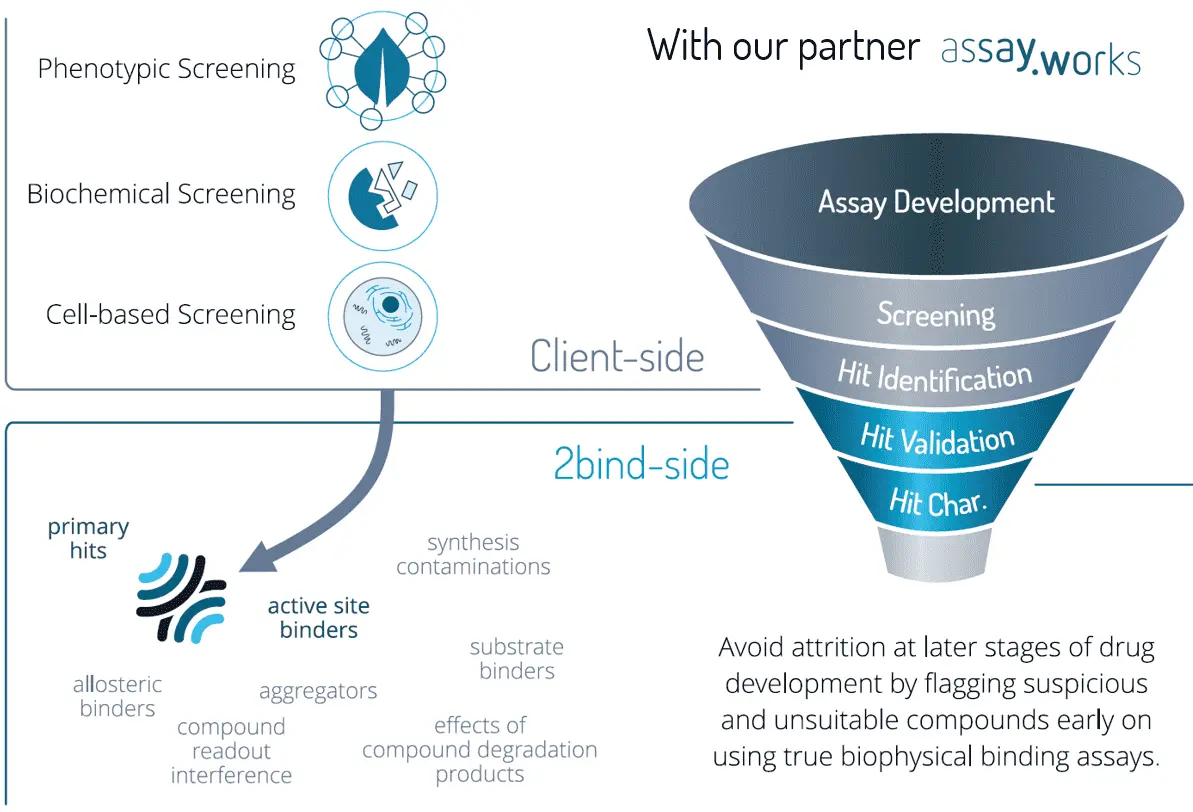 Phenotypic Screening
Biochemical Screening
Cell-based Screening
Client-side
With our partner assay.works
Assay Development
Screening
Hit Identification
Hit Validation
Hit Char.
2bind-side
primary
hits
active site
binders
synthesis
contaminations
substrate
binders
allosteric
binders
aggregators
compound
readout
interference
effects of
compound degradation
products
Avoid attrition at later stages of drug
development by flagging suspicious
and unsuitable compounds early on
using true biophysical binding assays.